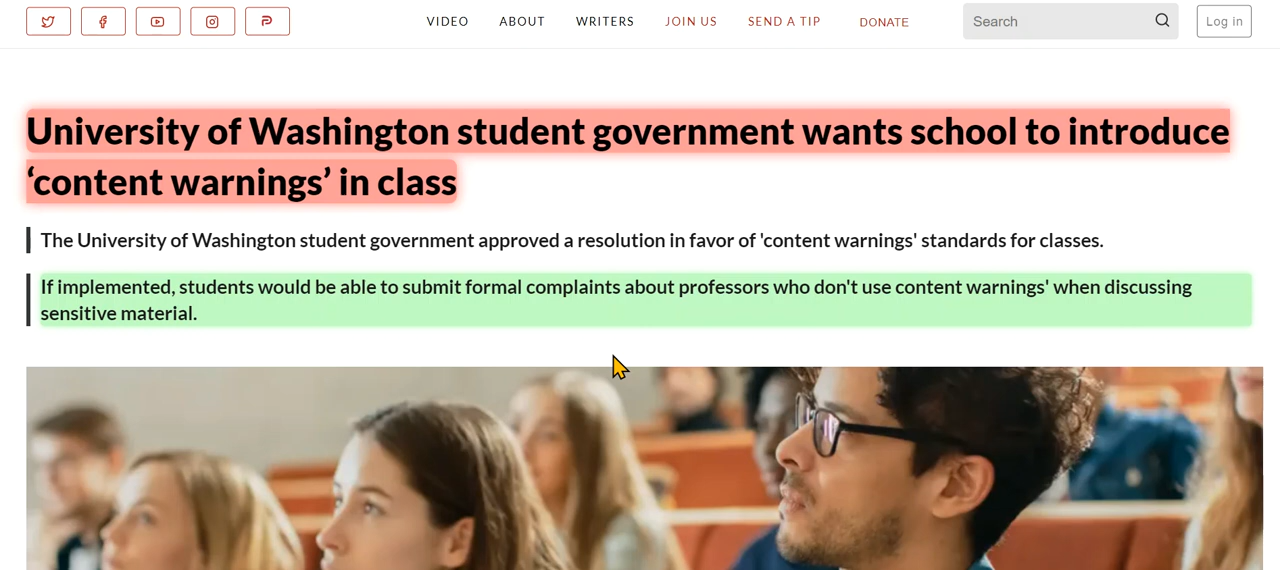 VIDEO ABOUT WRITERS JOIN US SEND A TIP DONATE Search Log in
University of Washington student government wants school to introduce
‘content warnings’ in class
The University of Washington student government approved a resolution in favor of 'content warnings' standards for classes.
If implemented, students would be able to submit formal complaints about professors who don't use content warnings' when discussing
sensitive material.